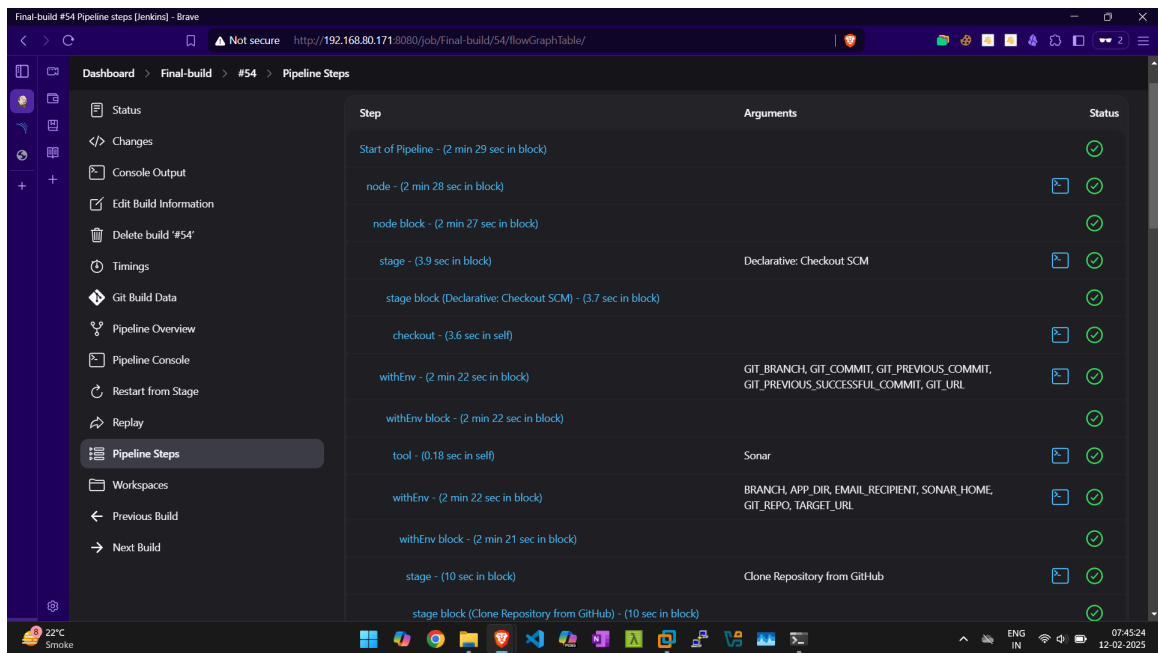 Final-build #54 Pipeline steps [Jenkins] - Brave
Not secure http://192.168.80.171:8080/job/Final-build/54/flowGraphTable/
2
Dashboard > Final-build > #54 > Pipeline Steps
Status
Changes
Console Output
Edit Build Information
Delete build '#54'
Timings
Git Build Data
Pipeline Overview
Pipeline Console
Restart from Stage
Replay
Pipeline Steps
Workspaces
Previous Build
Next Build
Step Arguments Status
Start of Pipeline - (2 min 29 sec in block)
node - (2 min 28 sec in block)
node block - (2 min 27 sec in block)
stage - (3.9 sec in block) Declarative: Checkout SCM
stage block (Declarative: Checkout SCM) - (3.7 sec in block)
checkout - (3.6 sec in self)
withEnv - (2 min 22 sec in block) GIT_BRANCH, GIT_COMMIT, GIT_PREVIOUS_COMMIT,
GIT_PREVIOUS_SUCCESSFUL_COMMIT, GIT_URL
withEnv block - (2 min 22 sec in block)
tool - (0.18 sec in self) Sonar
withEnv - (2 min 22 sec in block) BRANCH, APP_DIR, EMAIL_RECIPIENT, SONAR_HOME,
GIT_REPO, TARGET_URL
withEnv block - (2 min 21 sec in block)
stage - (10 sec in block) Clone Repository from GitHub
stage block (Clone Repository from GitHub) - (10 sec in block)
8
22°C
Smoke
ENG
IN
07:45:24
12-02-2025